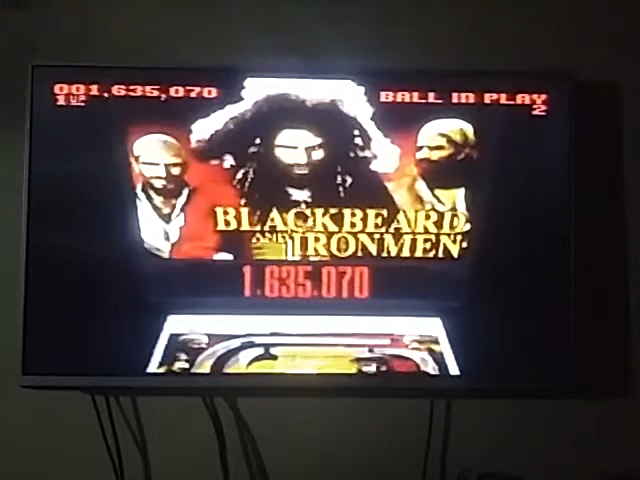 001,635,070
1UP
BALL IN PLAY
2
BLACKBEARD
AND IRONMEN
1.635.070